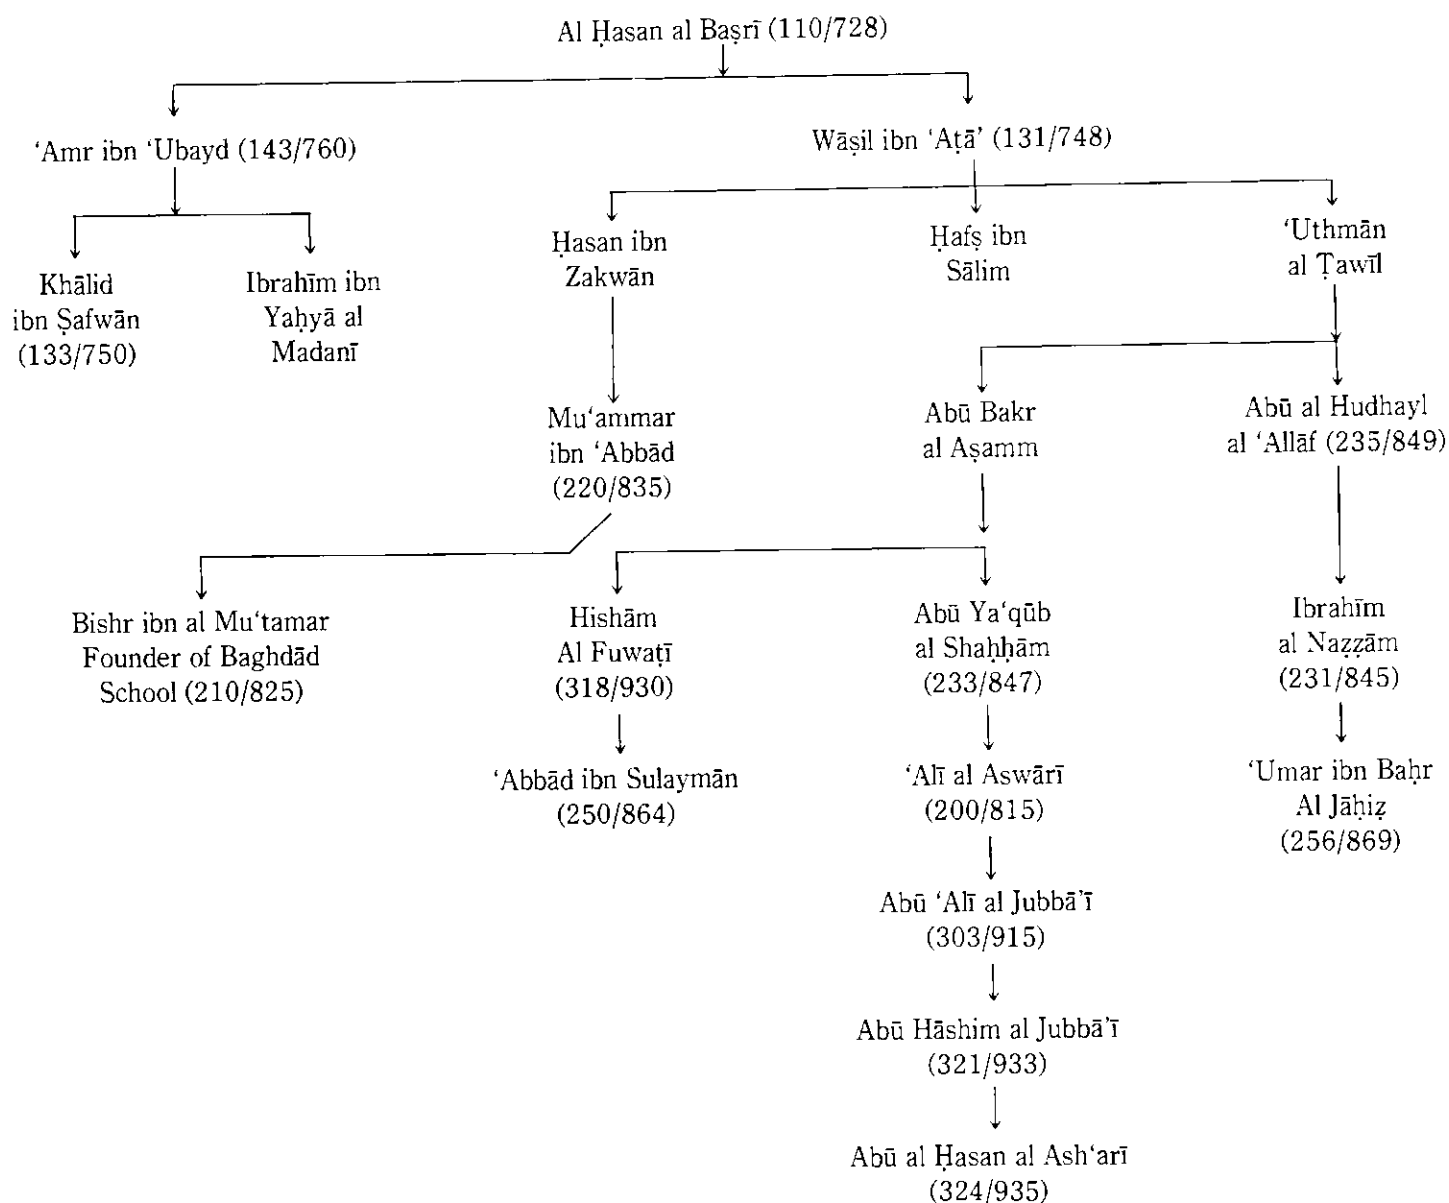 Al Ḥasan al Baṣrī (110/728)
‘Amr ibn ‘Ubayd (143/760)
Wāṣil ibn ‘Aṭā’ (131/748)
Khālid
ibn Ṣafwān
(133/750)
Ibrahīm ibn
Yaḥyā al
Madanī
Ḥasan ibn
Zakwān
Ḥafṣ ibn
Sālim
‘Uthmān
al Ṭawīl
Mu‘ammar
ibn ‘Abbād
(220/835)
Abū Bakr
al Aṣamm
Abū al Hudhayl
al ‘Allāf (235/849)
Bishr ibn al Mu‘tamar
Founder of Baghdād
School (210/825)
Hishām
Al Fuwaṭī
(318/930)
Abū Ya‘qūb
al Shaḥḥām
(233/847)
Ibrahīm
al Naẓẓām
(231/845)
‘Abbād ibn Sulaymān
(250/864)
‘Alī al Aswārī
(200/815)
‘Umar ibn Baḥr
Al Jāḥiẓ
(256/869)
Abū ‘Alī al Jubbā’ī
(303/915)
Abū Hāshim al Jubbā’ī
(321/933)
Abū al Ḥasan al Ash‘arī
(324/935)